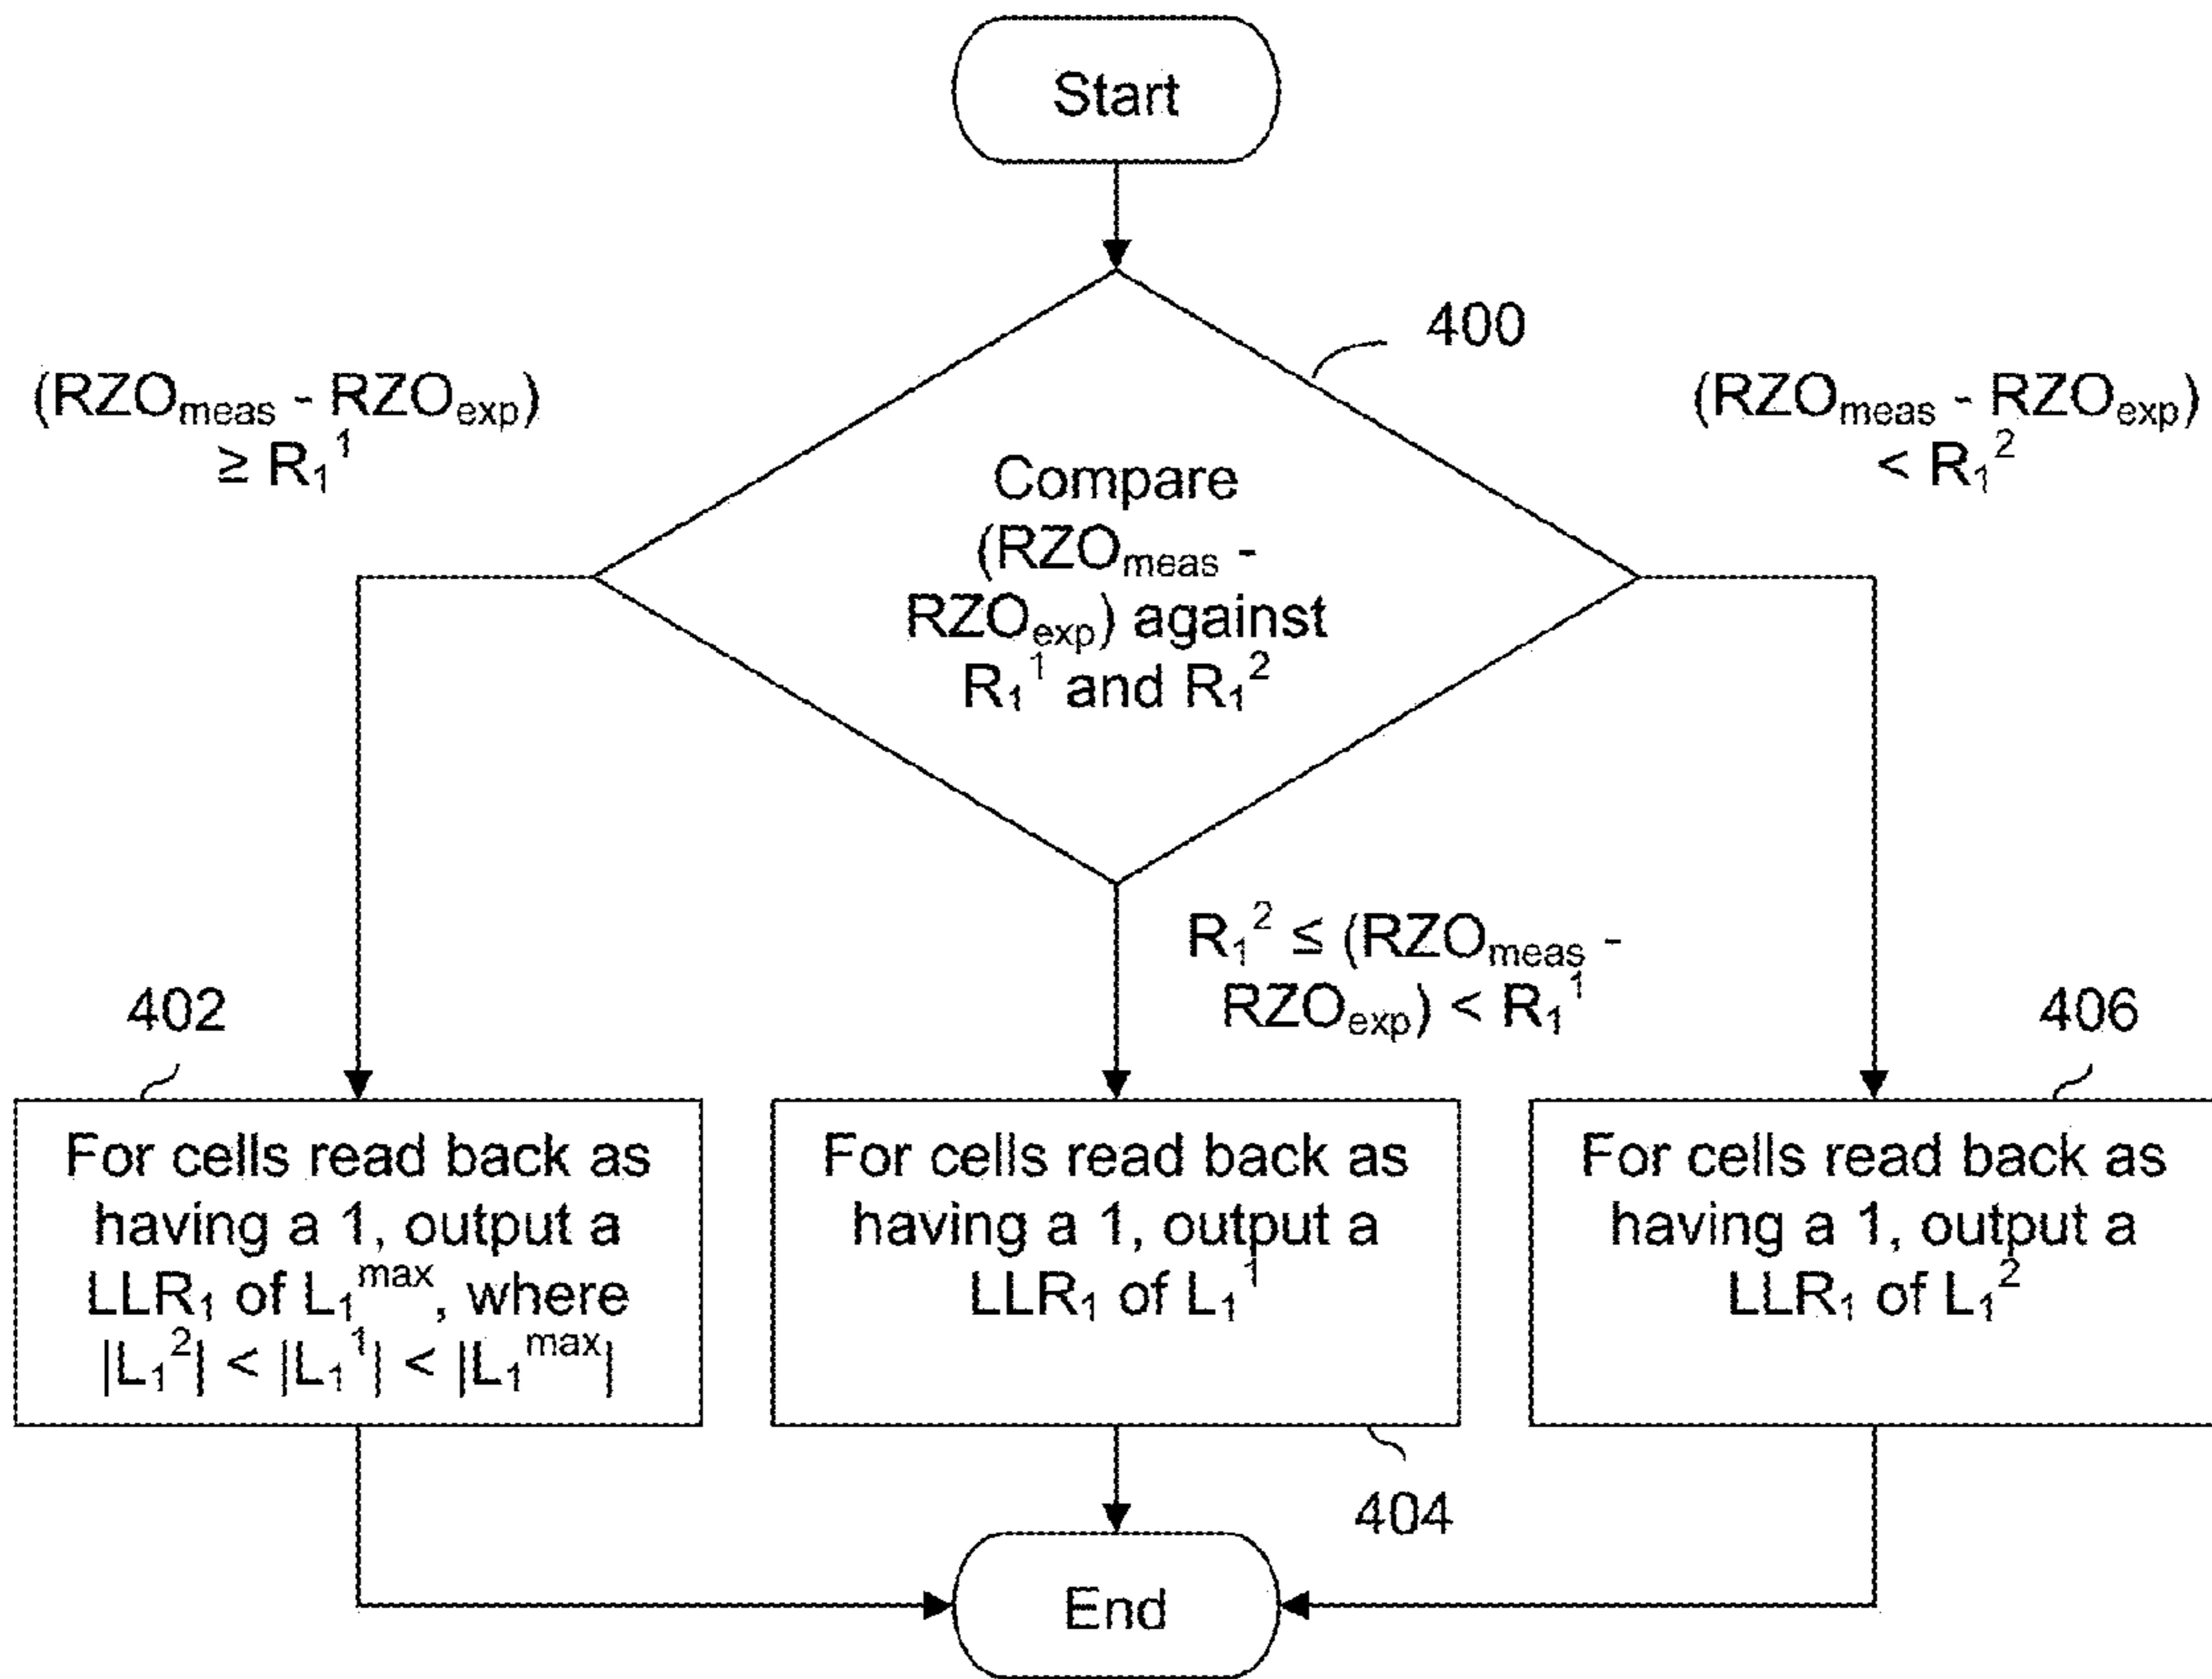 Start
400
(RZOmeas - RZOexp)
≥ R₁¹
(RZOmeas - RZOexp)
< R₁²
Compare
(RZOmeas -
RZOexp) against
R₁¹ and R₁²
R₁² ≤ (RZOmeas -
RZOexp) < R₁¹
402
406
For cells read back as
having a 1, output a
LLR₁ of L₁ᵐᵃˣ, where
|L₁²| < |L₁¹| < |L₁ᵐᵃˣ|
For cells read back as
having a 1, output a
LLR₁ of L₁¹
For cells read back as
having a 1, output a
LLR₁ of L₁²
404
End